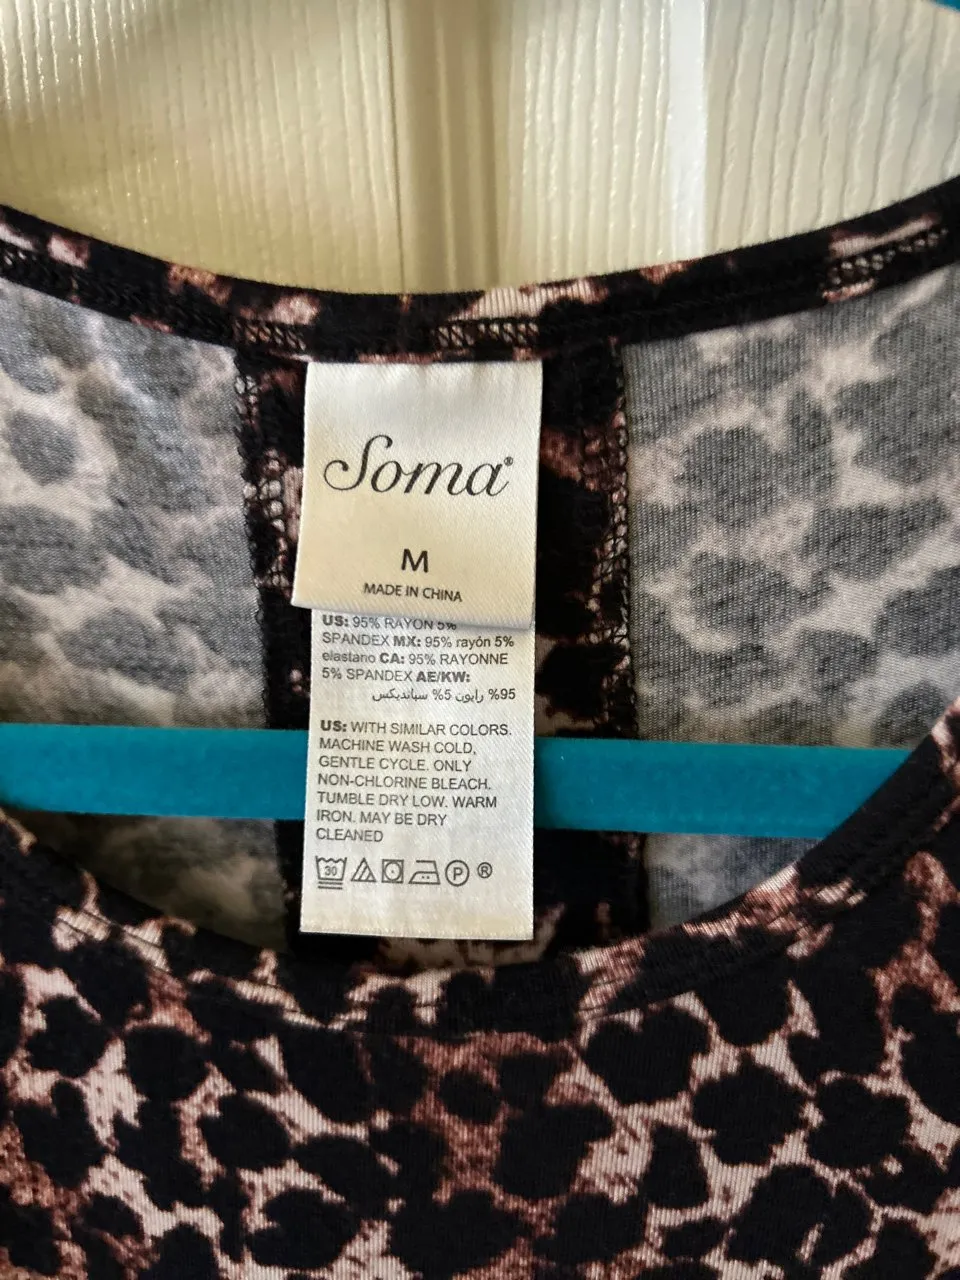 Soma®
M
MADE IN CHINA
US: 95% RAYON 5%
SPANDEX MX: 95% rayón 5%
elastano CA: 95% RAYONNE
5% SPANDEX AE/KW:
95% رايون 5% سباندیکس
US: WITH SIMILAR COLORS.
MACHINE WASH COLD,
GENTLE CYCLE. ONLY
NON-CHLORINE BLEACH.
TUMBLE DRY LOW. WARM
IRON. MAY BE DRY
CLEANED
30 P ®